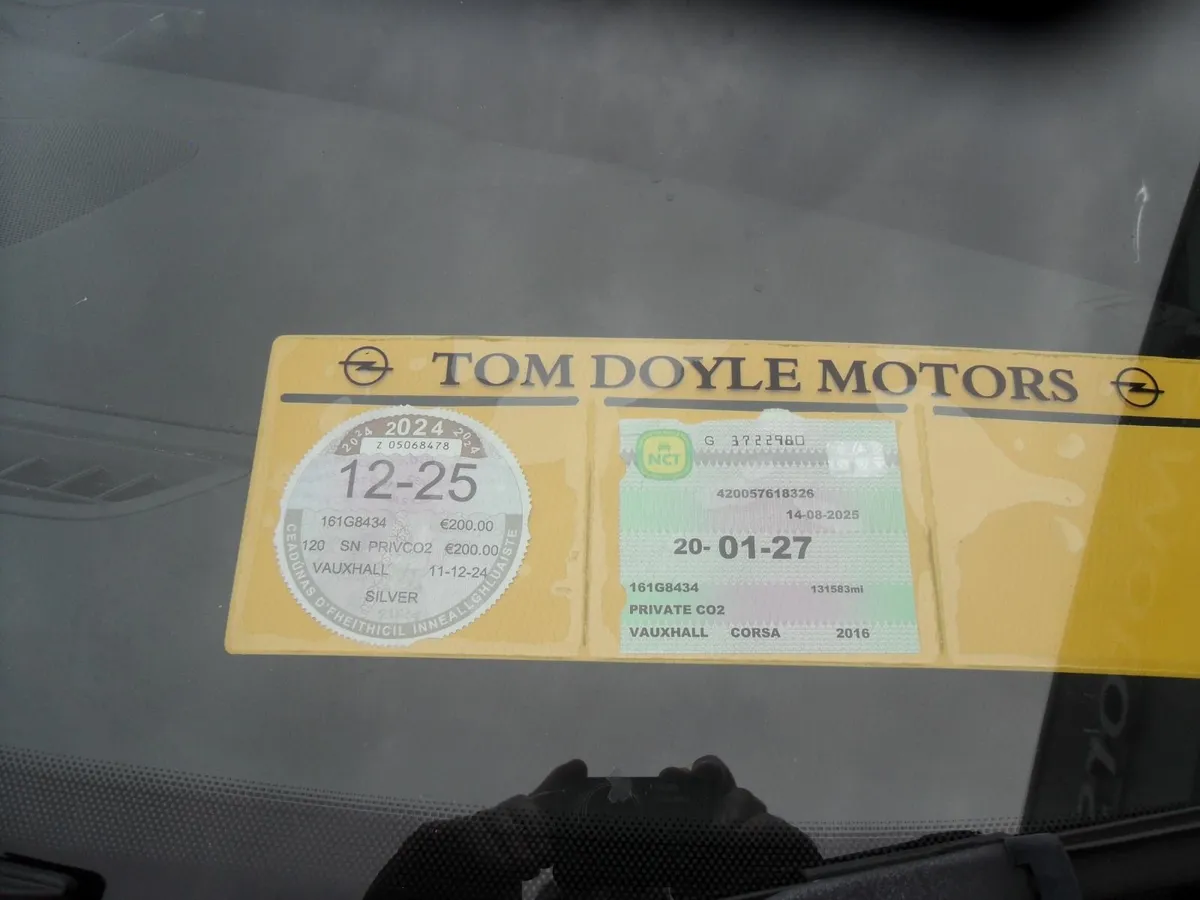 TOM DOYLE MOTORS
2024 2024 2024
Z 05068478
12-25
161G8434 €200.00
120 SN PRIVCO2 €200.00
VAUXHALL 11-12-24
SILVER
CEADÚNAS D'FHEITHICIL INNEALLGHLUAISTE
NCT
G 3722980
420057618326
14-08-2025
20- 01-27
161G8434 131583mi
PRIVATE CO2
VAUXHALL CORSA 2016